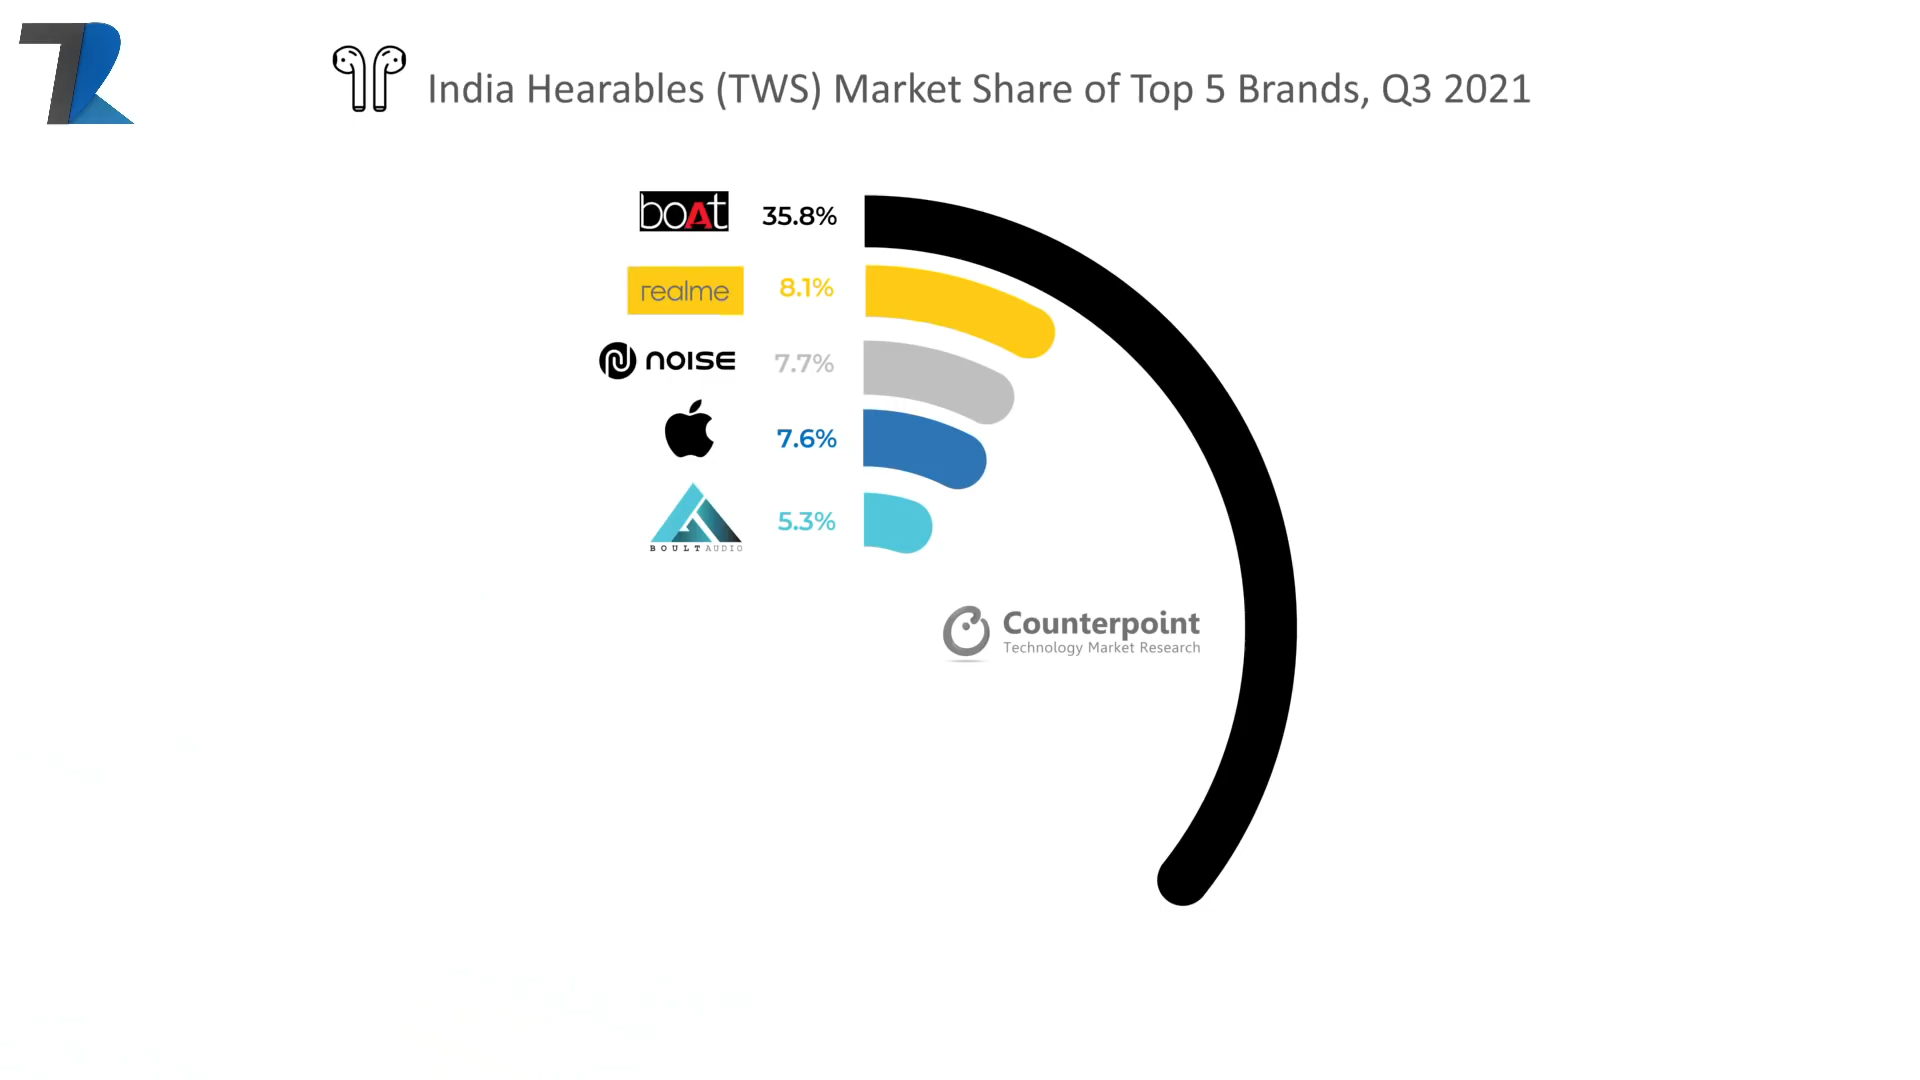 India Hearables (TWS) Market Share of Top 5 Brands, Q3 2021
boAt 35.8%
realme 8.1%
noise 7.7%
7.6%
5.3%
BOULT AUDIO
Counterpoint
Technology Market Research